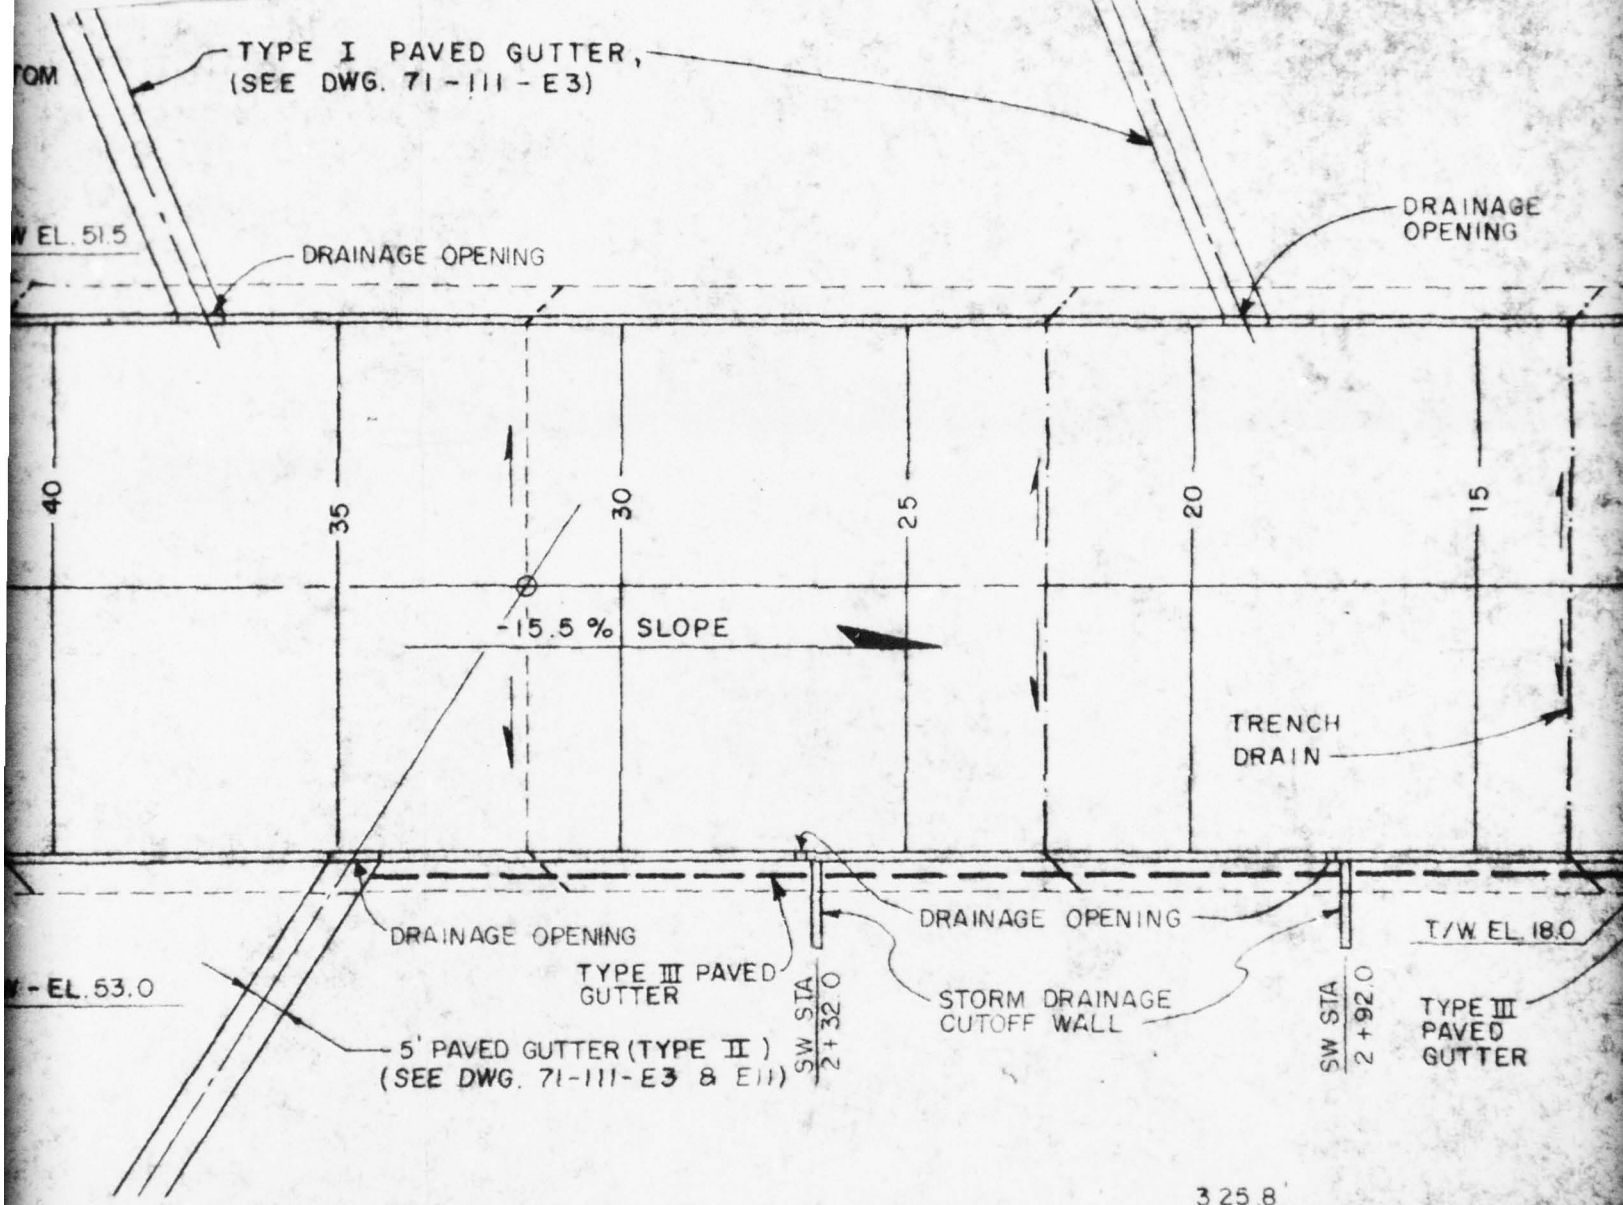 TYPE I PAVED GUTTER,
(SEE DWG. 71-111-E3)
TOM
DRAINAGE
OPENING
W EL. 51.5
DRAINAGE OPENING
40
35
30
25
20
15
-15.5 % SLOPE
TRENCH
DRAIN
DRAINAGE OPENING
DRAINAGE OPENING
T/W EL. 18.0
TYPE III PAVED
GUTTER
W - EL. 53.0
SW STA
2+32.0
STORM DRAINAGE
CUTOFF WALL
SW STA
2+92.0
TYPE III
PAVED
GUTTER
5' PAVED GUTTER (TYPE II)
(SEE DWG. 71-111-E3 & E11)
325.8'